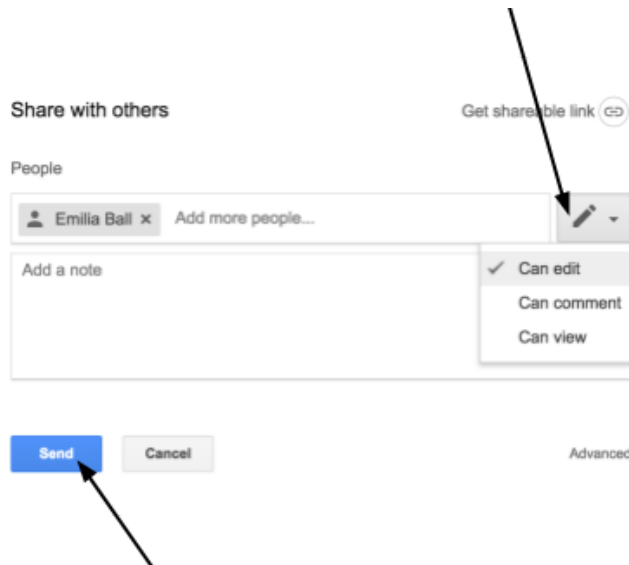 Share with others
Get shareable link
People
Emilia Ball × Add more people...
Add a note
Can edit
Can comment
Can view
Send
Cancel
Advanced